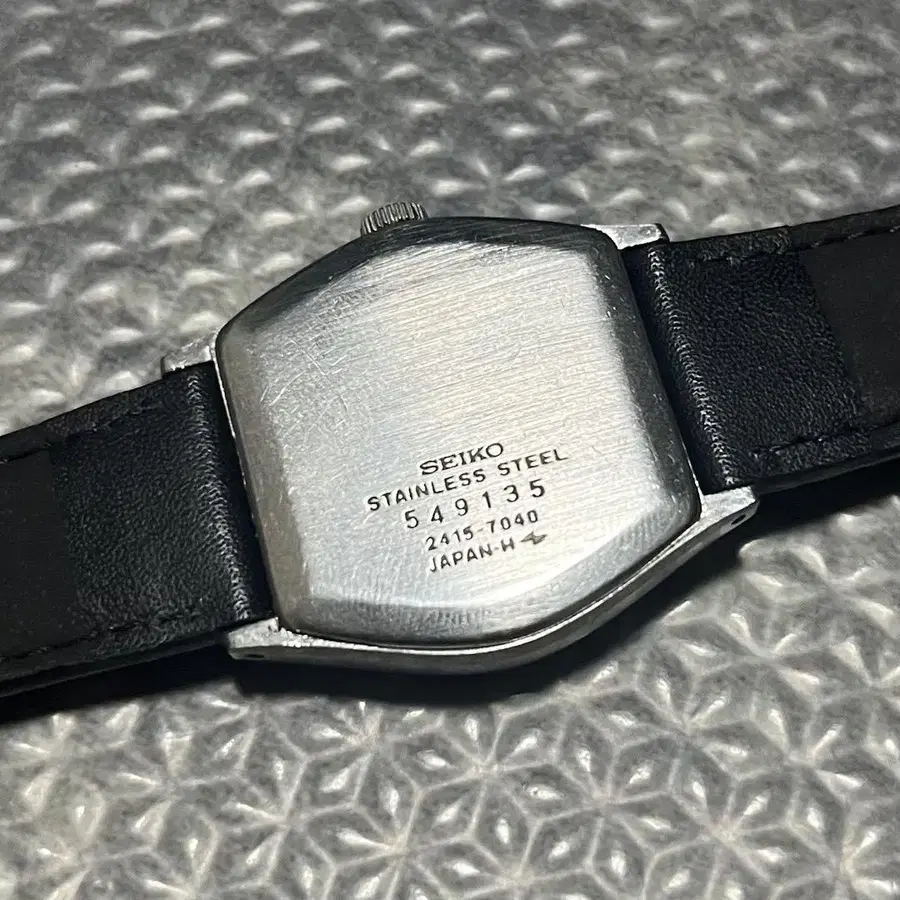 SEIKO
STAINLESS STEEL
549135
2415-7040
JAPAN-H